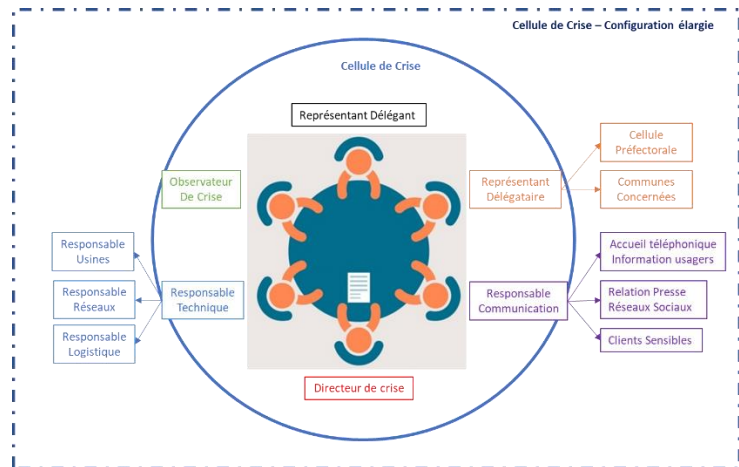 Cellule de Crise – Configuration élargie
Cellule de Crise
Représentant Délégant
Observateur
De Crise
Représentant
Délégataire
Cellule
Préfectorale
Communes
Concernées
Responsable
Usines
Responsable
Réseaux
Responsable
Logistique
Responsable
Technique
Responsable
Communication
Accueil téléphonique
Information usagers
Relation Presse
Réseaux Sociaux
Clients Sensibles
Directeur de crise